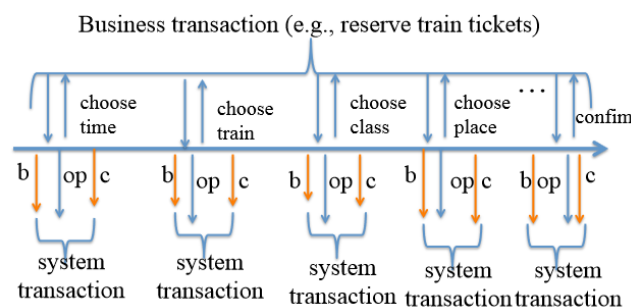 Business transaction (e.g., reserve train tickets)
choose time
choose train
choose class
choose place
...
confim
b op c
b op c
b op c
b op c
b op c
system transaction
system transaction
system transaction
system transaction
system transaction